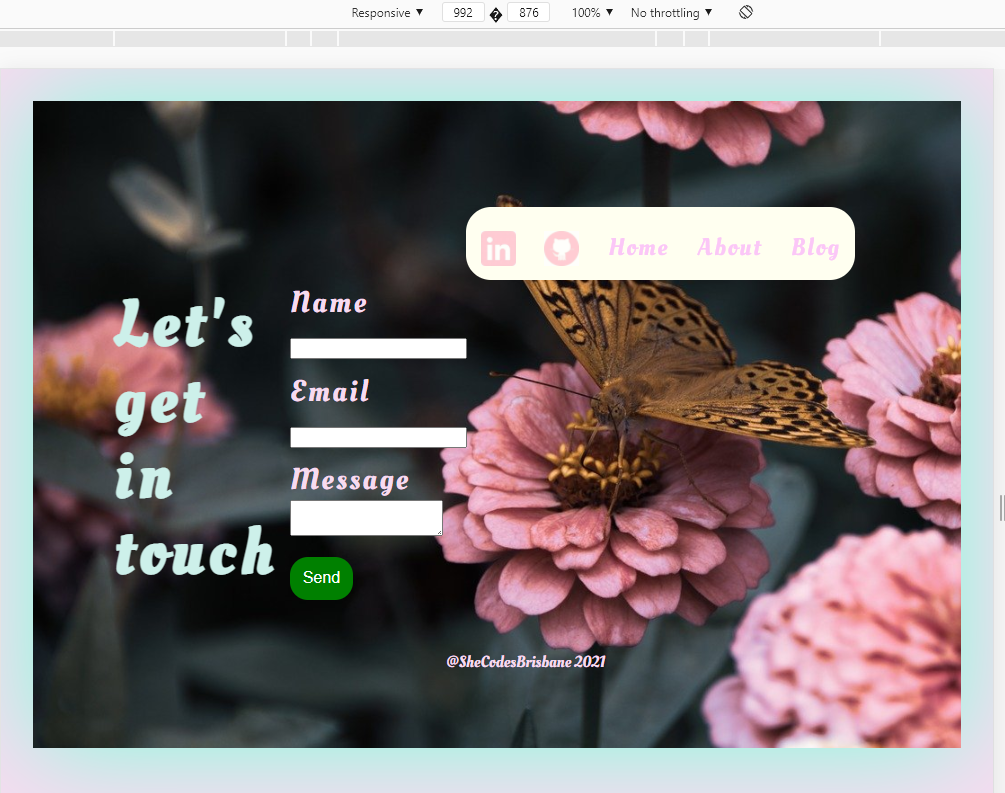 Responsive ▼ 992 � 876 100% ▼ No throttling ▼
in Home About Blog
Name
Let's
Email
get
in
Message
touch
Send
@SheCodesBrisbane 2021